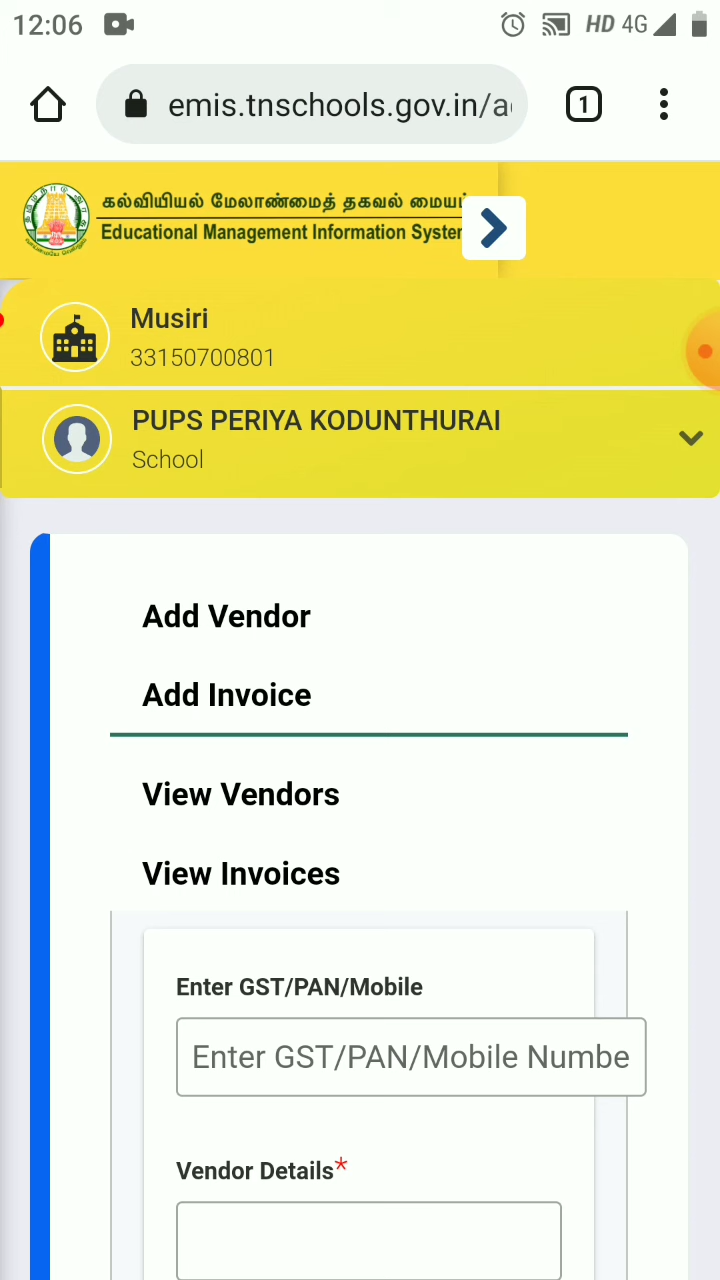 12:06
HD 4G
emis.tnschools.gov.in/a
1
கல்வியியல் மேலாண்மைத் தகவல்
Educational Management Information
Musiri
33150700801
PUPS PERIYA KODUNTHURAI
School
Add Vendor
Add Invoice
View Vendors
View Invoices
Enter GST/PAN/Mobile
Enter GST/PAN/Mobile Numbe
Vendor Details*